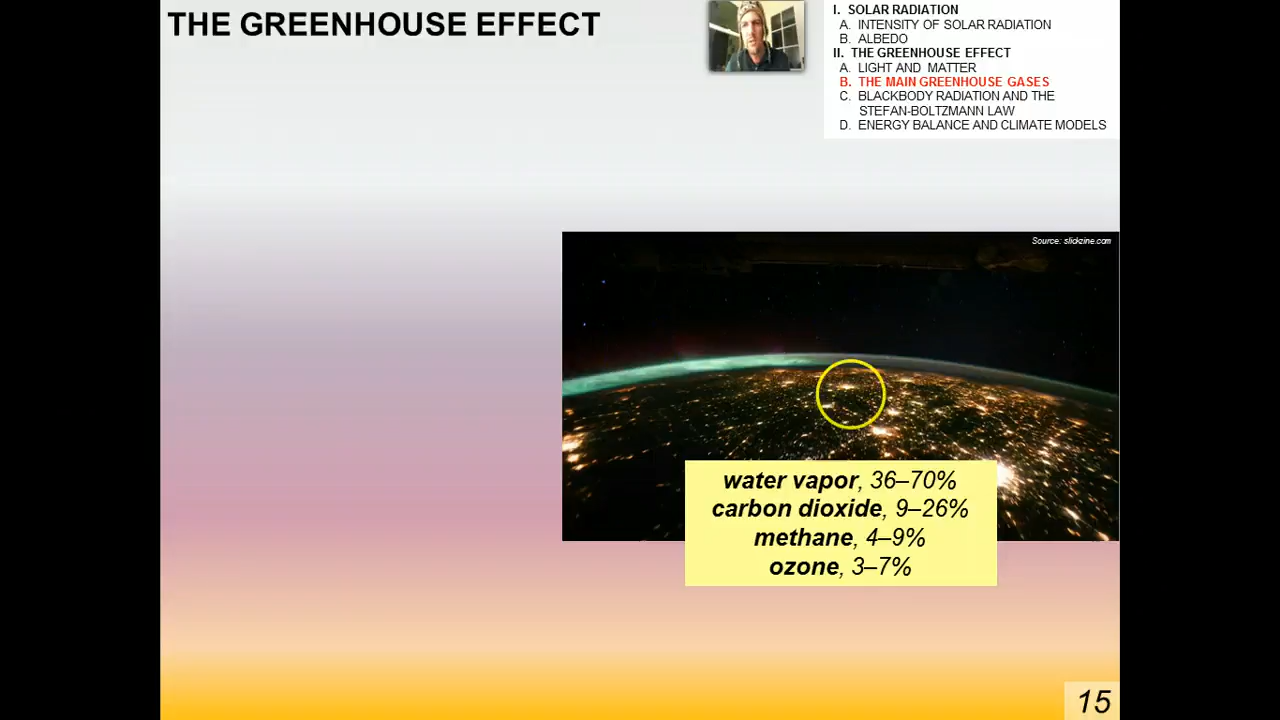 THE GREENHOUSE EFFECT
I. SOLAR RADIATION
A. INTENSITY OF SOLAR RADIATION
B. ALBEDO
II. THE GREENHOUSE EFFECT
A. LIGHT AND MATTER
B. THE MAIN GREENHOUSE GASES
C. BLACKBODY RADIATION AND THE
STEFAN-BOLTZMANN LAW
D. ENERGY BALANCE AND CLIMATE MODELS
Source: slidezine.com
water vapor, 36–70%
carbon dioxide, 9–26%
methane, 4–9%
ozone, 3–7%
15